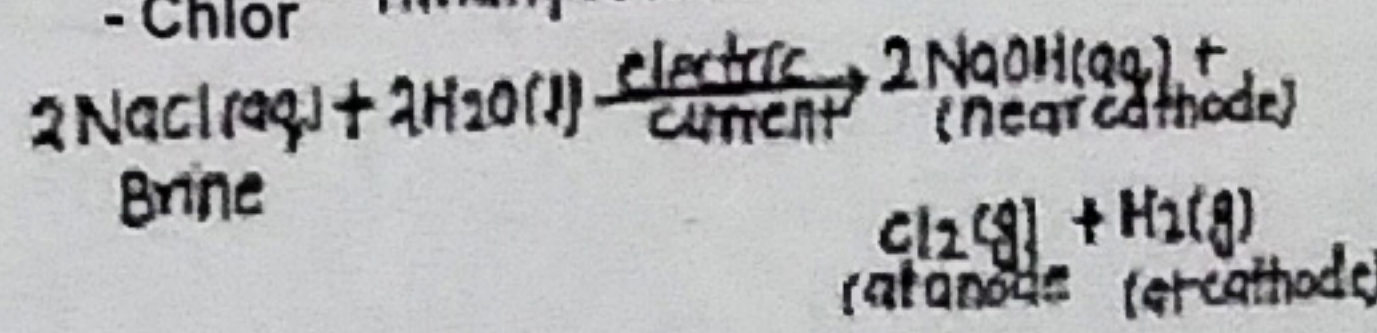 - Chlor
2NaCl(aq) + 2H2O(l) electric current → 2NaOH(aq) +
(near cathode)
Brine
Cl2(g) + H2(g)
(at anode (at cathode)